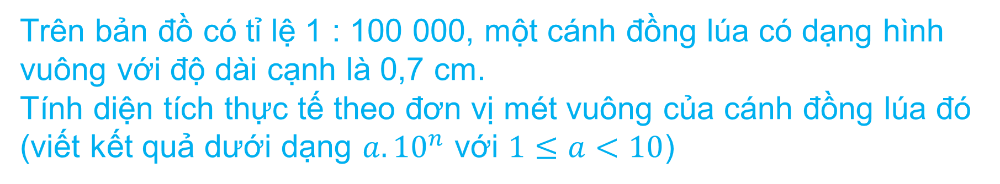 Trên bản đồ có tỉ lệ 1 : 100 000, một cánh đồng lúa có dạng hình
vuông với độ dài cạnh là 0,7 cm.
Tính diện tích thực tế theo đơn vị mét vuông của cánh đồng lúa đó
(viết kết quả dưới dạng a. 10ⁿ với 1 ≤ a < 10)